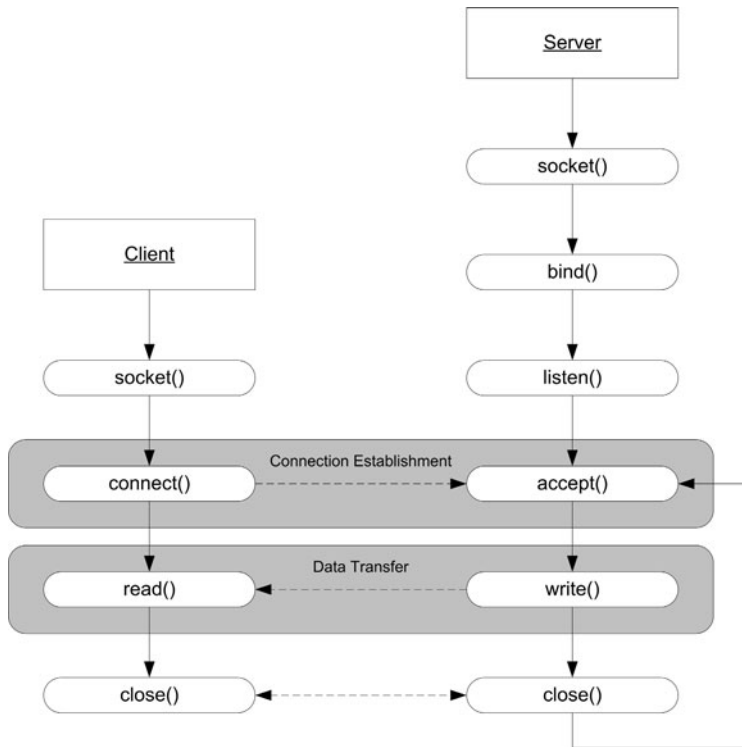 Server
socket()
bind()
Client
socket()
listen()
Connection Establishment
connect()
accept()
Data Transfer
read()
write()
close()
close()